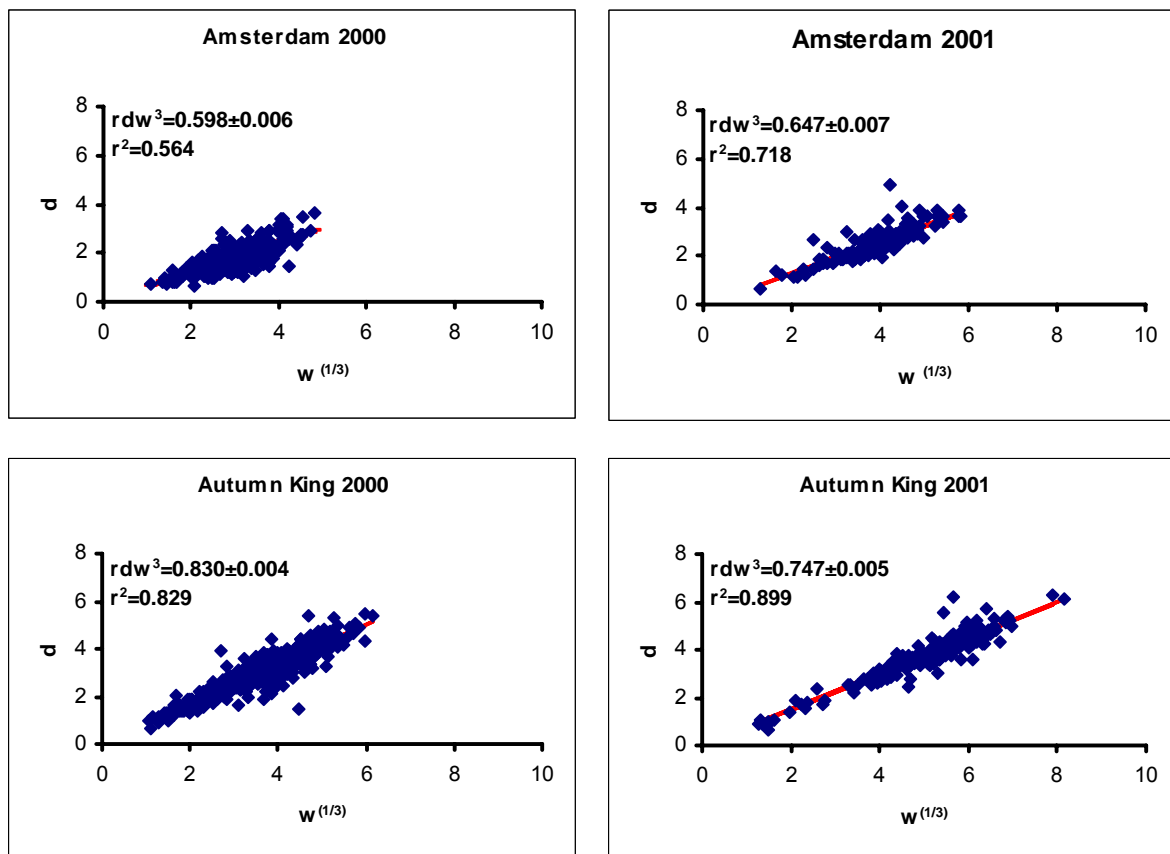 Amsterdam 2000
rdw³=0.598±0.006
r²=0.564
8
6
4
2
0
d
0 2 4 6 8 10
w (1/3)
Amsterdam 2001
rdw³=0.647±0.007
r²=0.718
8
6
4
2
0
d
0 2 4 6 8 10
w (1/3)
Autumn King 2000
rdw³=0.830±0.004
r²=0.829
8
6
4
2
0
d
0 2 4 6 8 10
w (1/3)
Autumn King 2001
rdw³=0.747±0.005
r²=0.899
8
6
4
2
0
d
0 2 4 6 8 10
w (1/3)